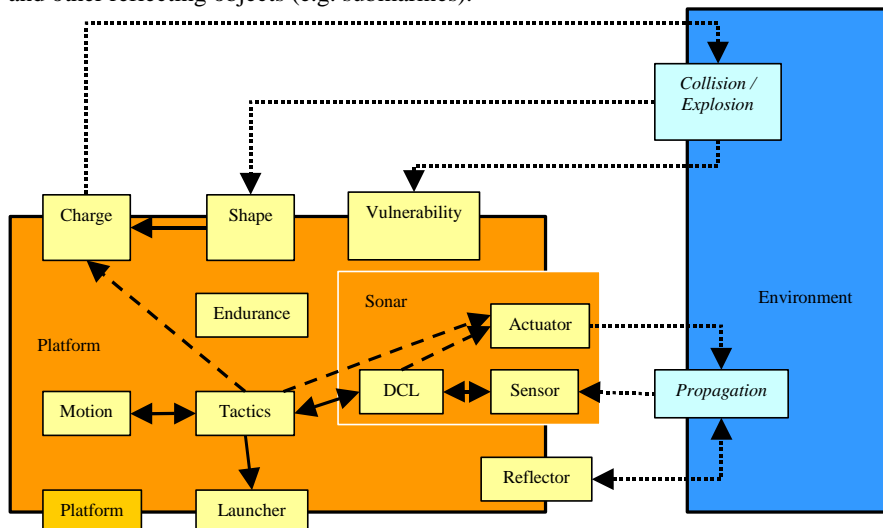 and other reflecting objects (e.g. submarines).
Collision /
Explosion
Charge
Shape
Vulnerability
Endurance
Sonar
Actuator
Environment
Platform
DCL
Sensor
Propagation
Motion
Tactics
Reflector
Platform
Launcher